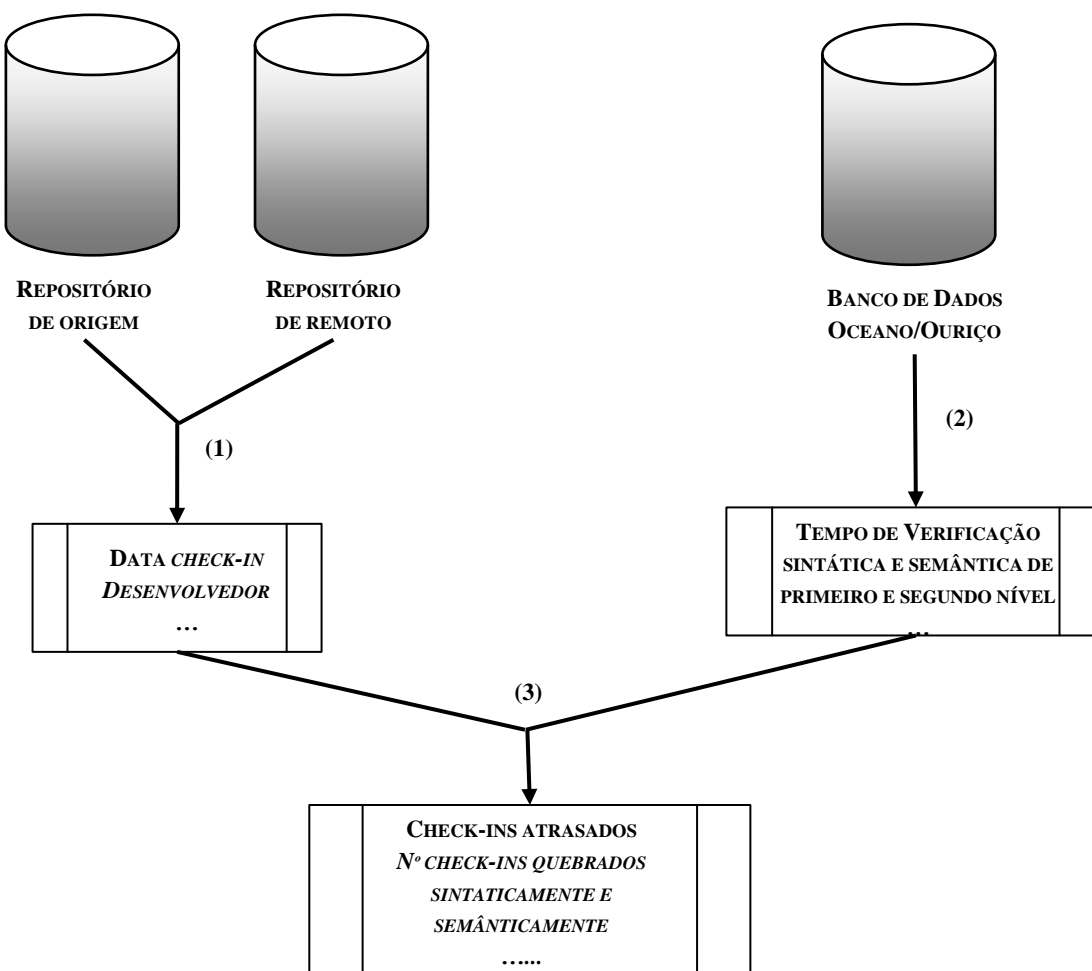 REPOSITÓRIO
DE ORIGEM
REPOSITÓRIO
DE REMOTO
BANCO DE DADOS
OCEANO/OURIÇO
(1)
(2)
DATA CHECK-IN
DESENVOLVEDOR
…
TEMPO DE VERIFICAÇÃO
SINTÁTICA E SEMÂNTICA DE
PRIMEIRO E SEGUNDO NÍVEL
…
(3)
CHECK-INS ATRASADOS
Nº CHECK-INS QUEBRADOS
SINTATICAMENTE E
SEMÂNTICAMENTE
…...